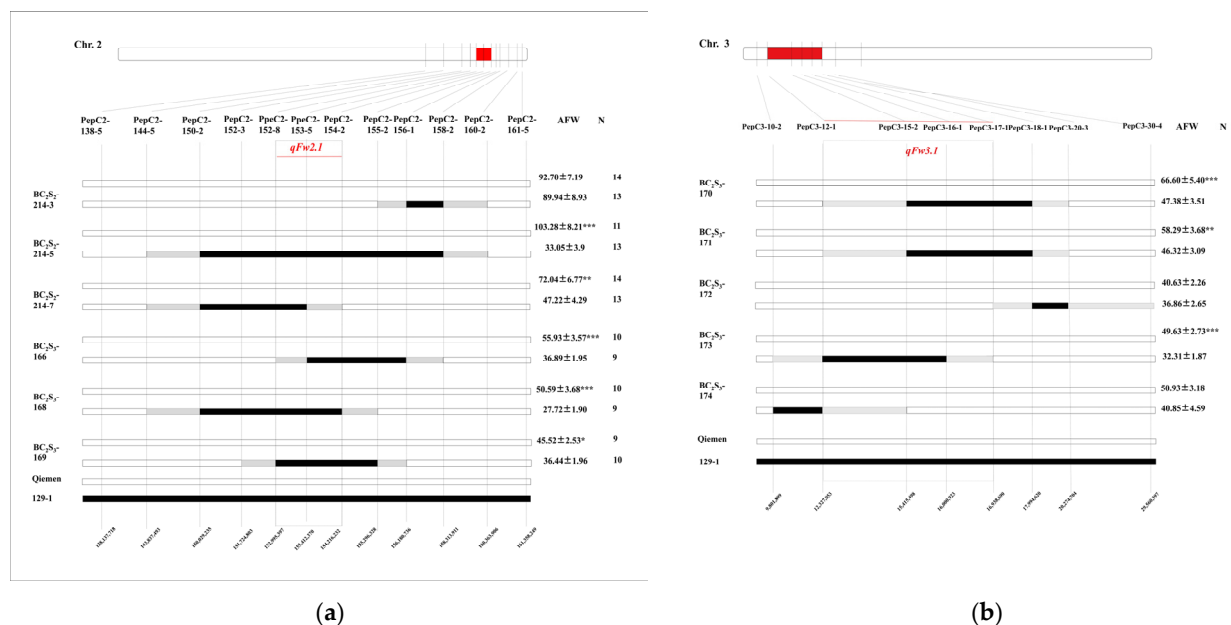 Chr. 2
PepC2-138-5 PepC2-144-5 PepC2-150-2 PepC2-152-3 PepC2-152-8 PpeC2-153-5 PepC2-154-2 PepC2-155-2 PepC2-156-1 PepC2-158-2 PepC2-160-2 PepC2-161-5 AFW N
qFw2.1
92.70±7.19 14
BC2S2-214-3
89.94±8.93 13
103.28±8.21*** 11
BC2S2-214-5
33.05±3.9 13
72.04±6.77** 14
BC2S2-214-7
47.22±4.29 13
55.93±3.57*** 10
BC2S3-166
36.89±1.95 9
50.59±3.68*** 10
BC2S3-168
27.72±1.90 9
45.52±2.53* 9
BC2S3-169
36.44±1.96 10
Qiemen
129-1
(a)
Chr. 3
PepC3-10-2 PepC3-12-1 PepC3-15-2 PepC3-16-1 PepC3-17-1 PepC3-18-1 PepC3-20-3 PepC3-30-4 AFW N
qFw3.1
66.60±5.40***
BC2S3-170
47.38±3.51
58.29±3.68**
BC2S3-171
46.32±3.09
40.63±2.26
BC2S3-172
36.86±2.65
49.63±2.73***
BC2S3-173
32.31±1.87
50.93±3.18
BC2S3-174
40.85±4.59
Qiemen
129-1
(b)